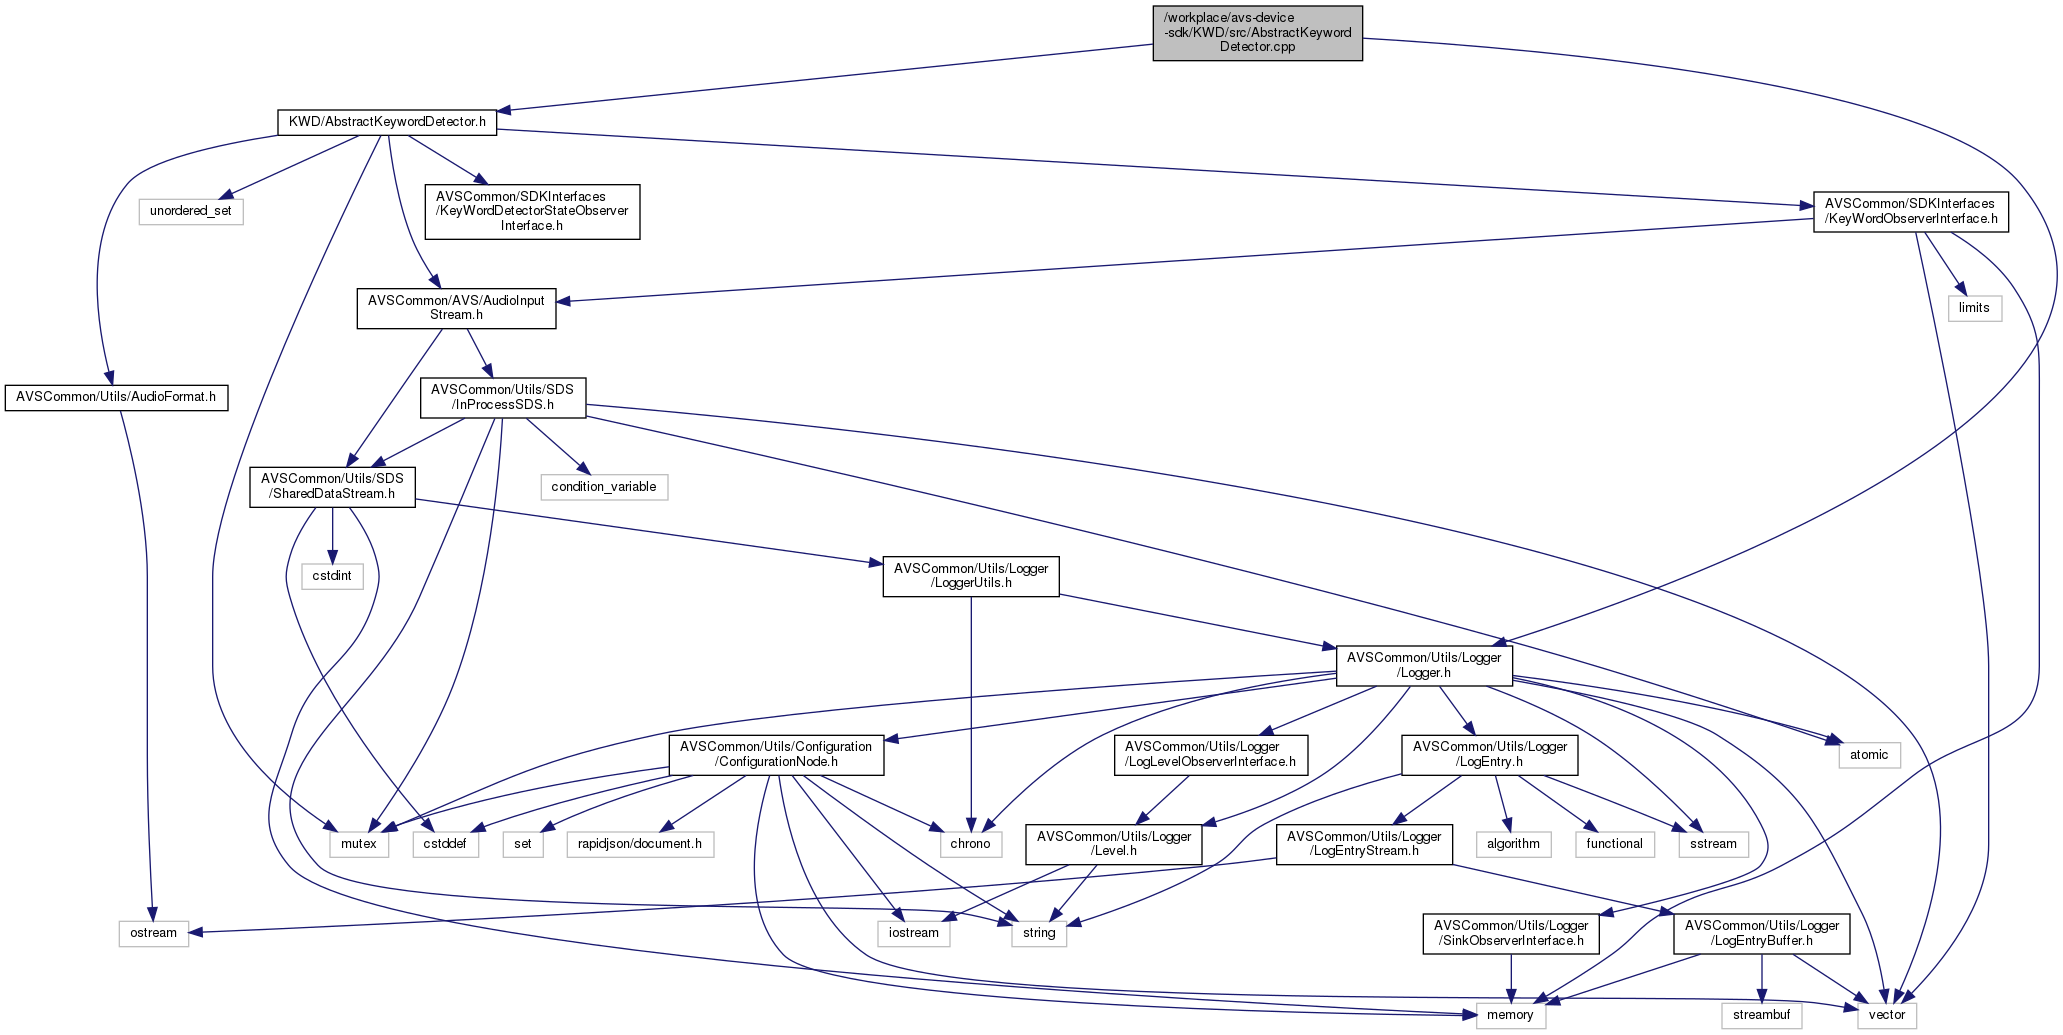 /workplace/avs-device
-sdk/KWD/src/AbstractKeyword
Detector.cpp
KWD/AbstractKeywordDetector.h
unordered_set
AVSCommon/SDKInterfaces
/KeyWordDetectorStateObserver
Interface.h
AVSCommon/SDKInterfaces
/KeyWordObserverInterface.h
AVSCommon/AVS/AudioInput
Stream.h
limits
AVSCommon/Utils/AudioFormat.h
AVSCommon/Utils/SDS
/InProcessSDS.h
AVSCommon/Utils/SDS
/SharedDataStream.h
condition_variable
cstdint
AVSCommon/Utils/Logger
/LoggerUtils.h
AVSCommon/Utils/Logger
/Logger.h
AVSCommon/Utils/Configuration
/ConfigurationNode.h
AVSCommon/Utils/Logger
/LogLevelObserverInterface.h
AVSCommon/Utils/Logger
/LogEntry.h
atomic
mutex
cstddef
set
rapidjson/document.h
chrono
AVSCommon/Utils/Logger
/Level.h
AVSCommon/Utils/Logger
/LogEntryStream.h
algorithm
functional
sstream
ostream
iostream
string
AVSCommon/Utils/Logger
/SinkObserverInterface.h
AVSCommon/Utils/Logger
/LogEntryBuffer.h
memory
streambuf
vector